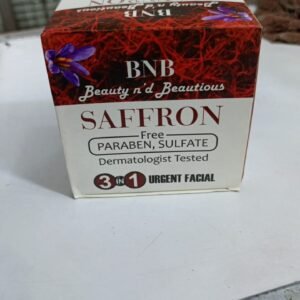 BNB
Beauty n'd Beautious
SAFFRON
Free
PARABEN, SULFATE
Dermatologist Tested
3 IN 1 URGENT FACIAL